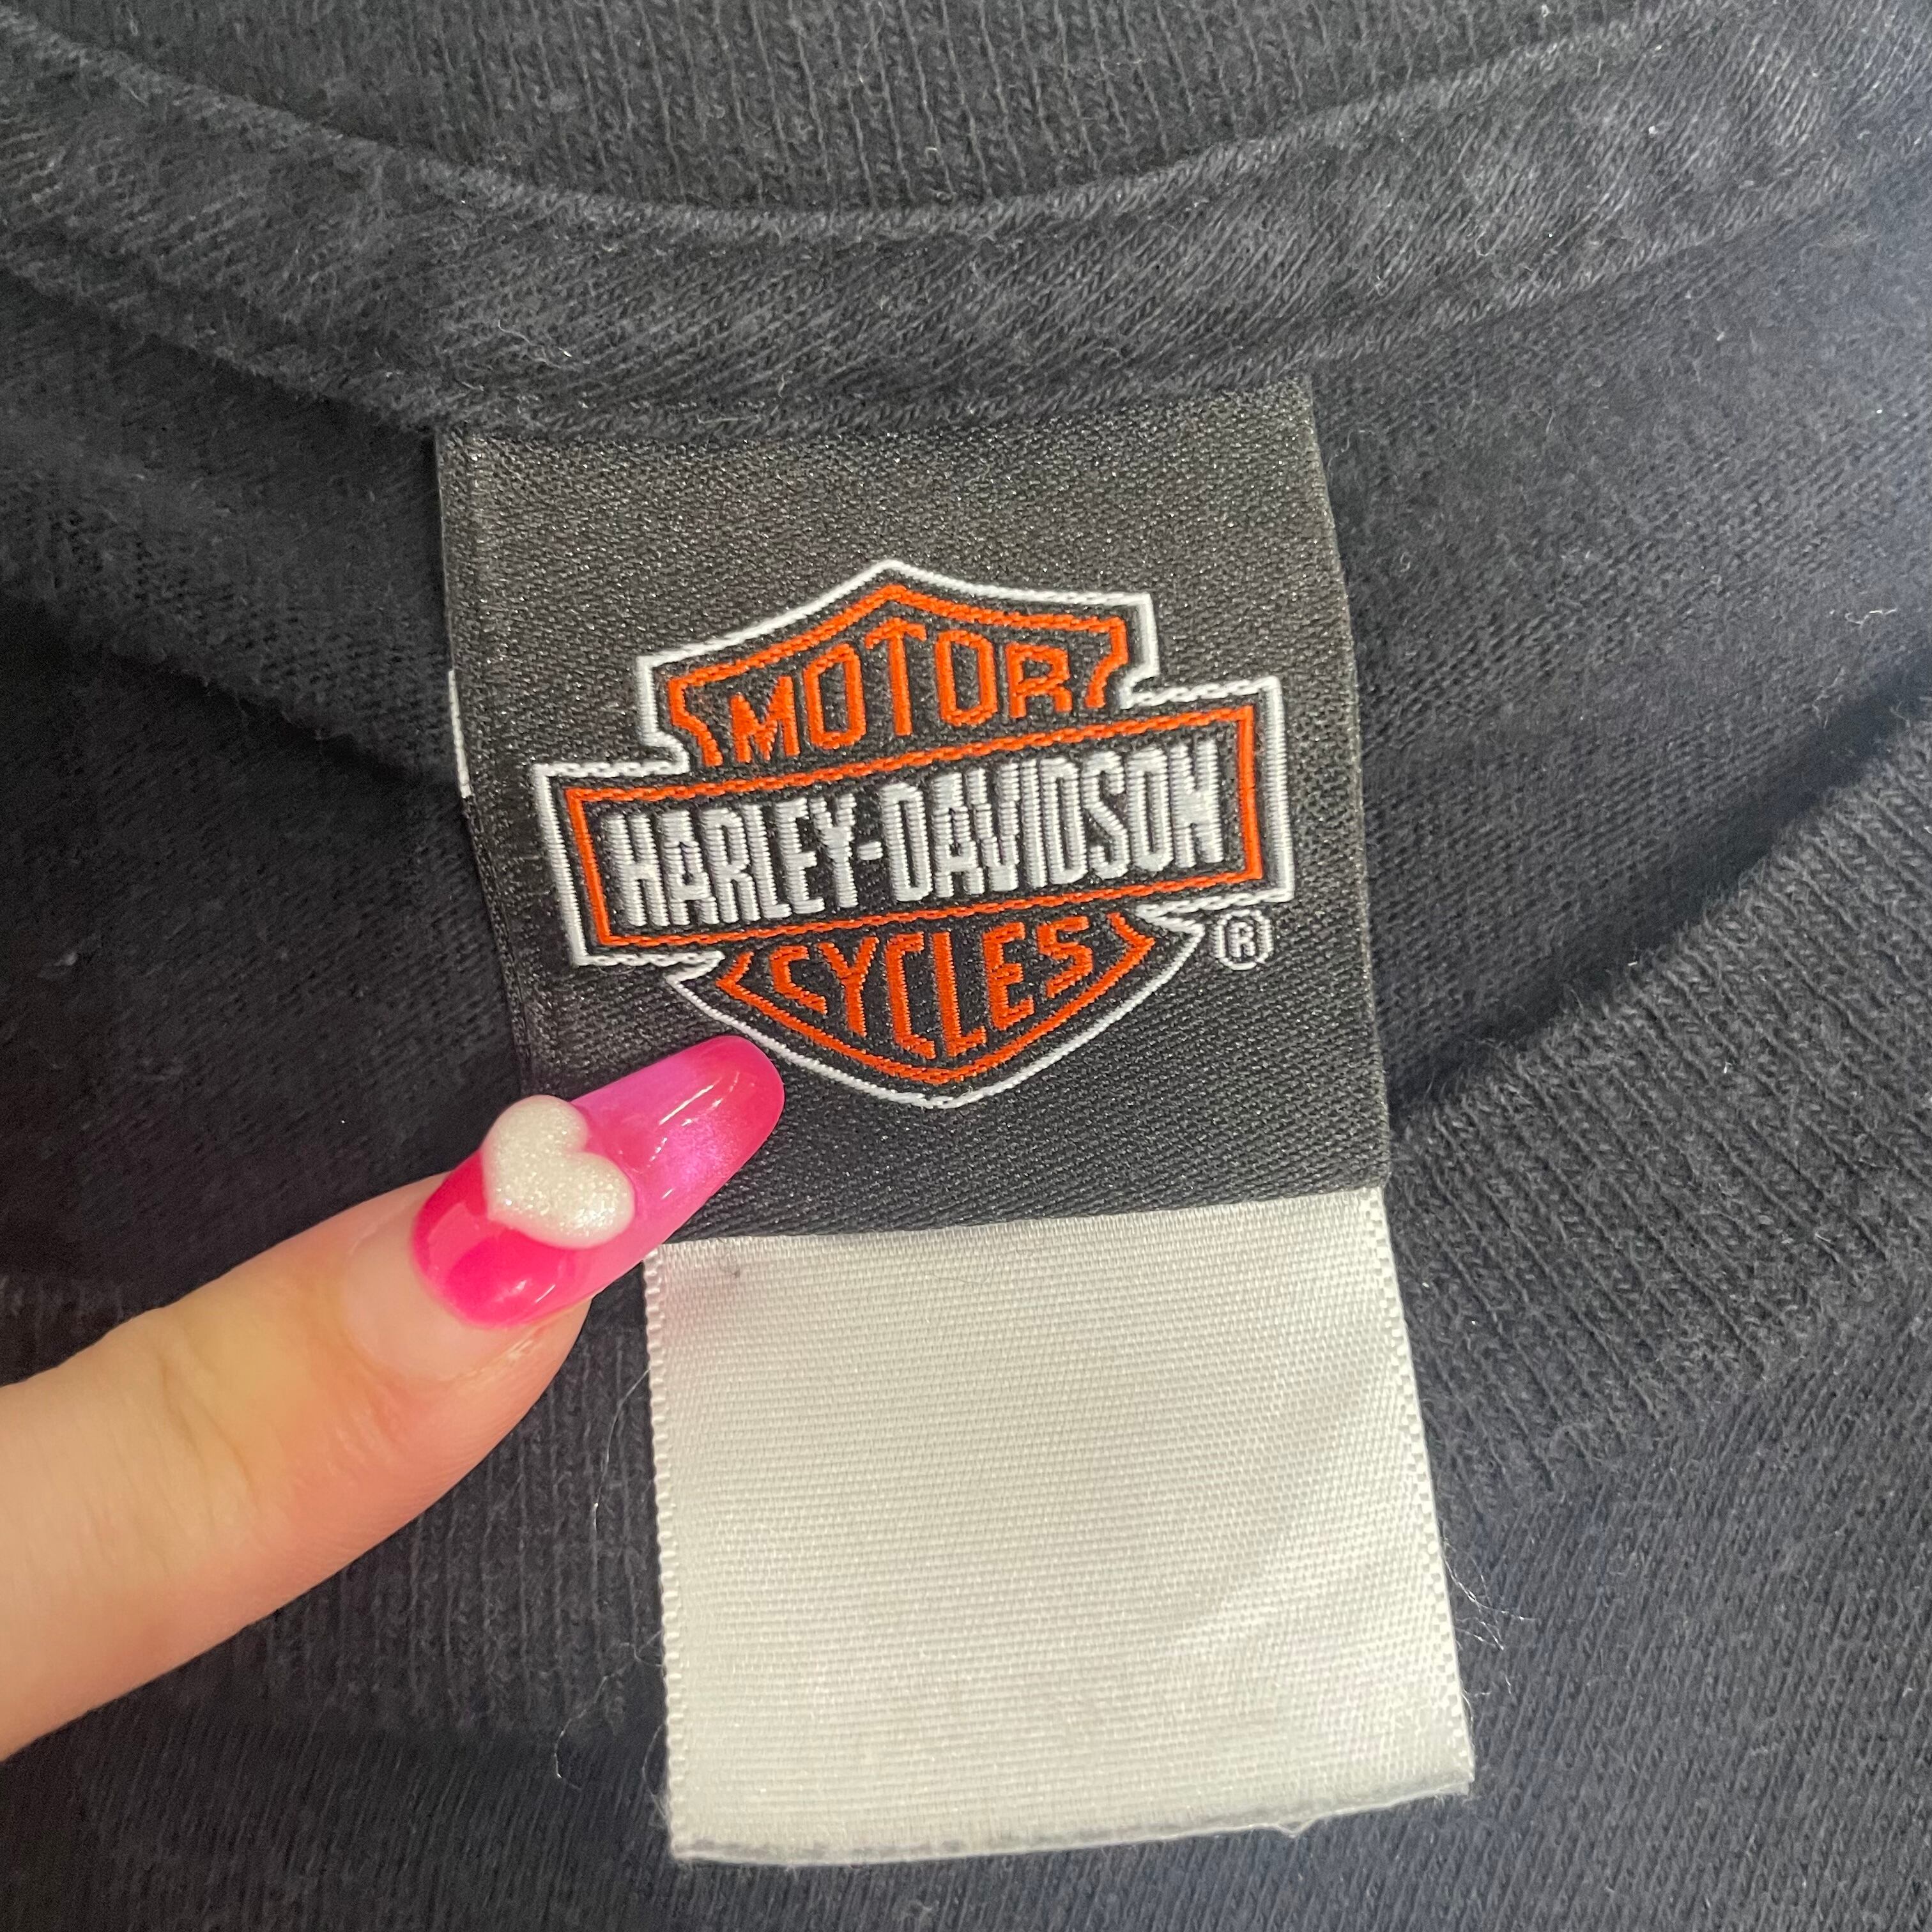 MOTOR
HARLEY-DAVIDSON
CYCLES
®